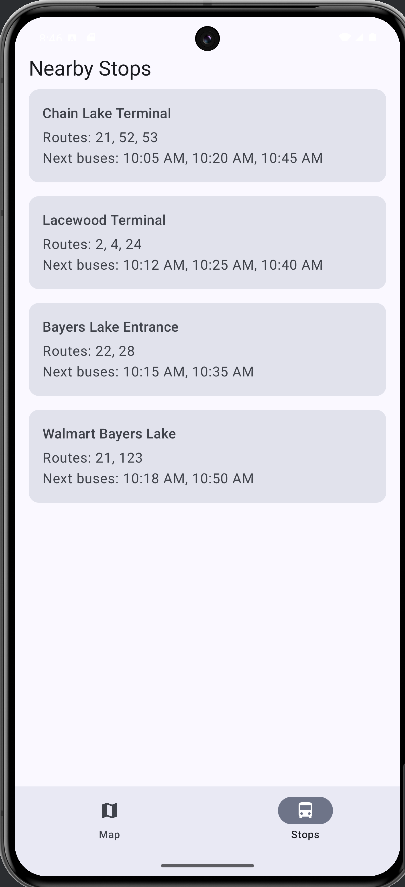 Nearby Stops
Chain Lake Terminal
Routes: 21, 52, 53
Next buses: 10:05 AM, 10:20 AM, 10:45 AM
Lacewood Terminal
Routes: 2, 4, 24
Next buses: 10:12 AM, 10:25 AM, 10:40 AM
Bayers Lake Entrance
Routes: 22, 28
Next buses: 10:15 AM, 10:35 AM
Walmart Bayers Lake
Routes: 21, 123
Next buses: 10:18 AM, 10:50 AM
Map
Stops